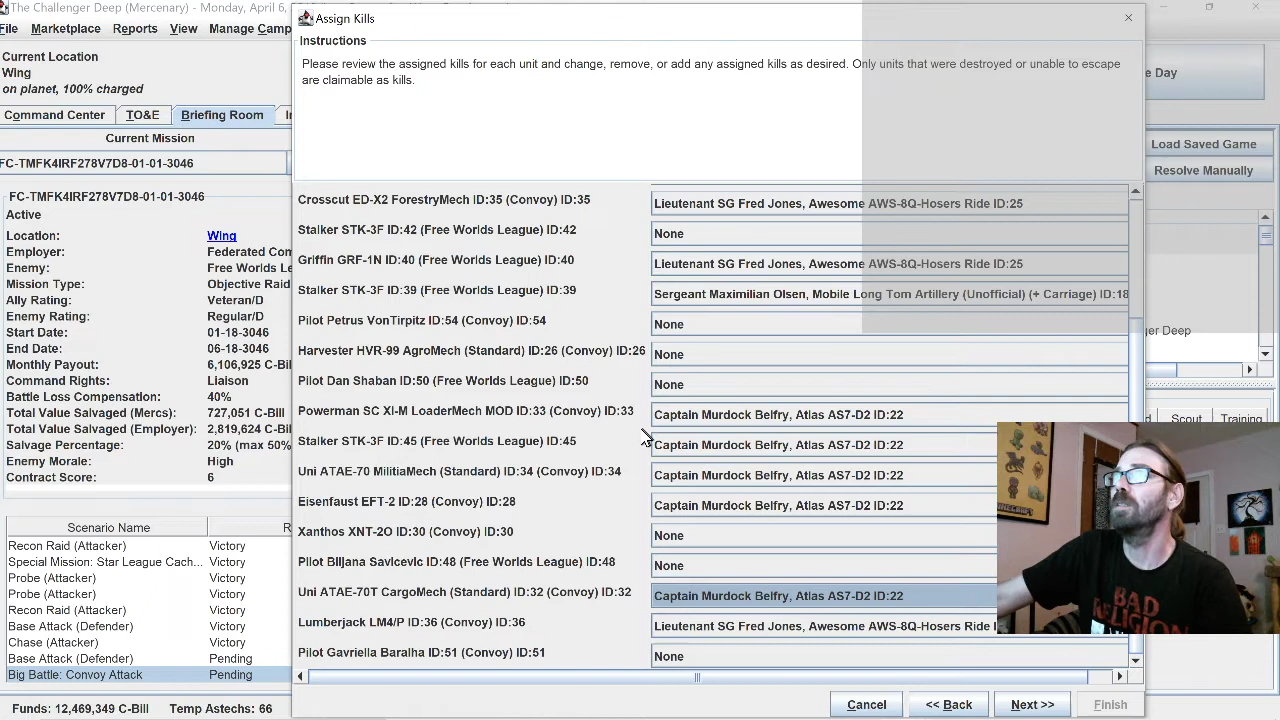 The Challenger Deep (Mercenary) - Monday, April 6,
Assign Kills
File Marketplace Reports View Manage Camp
Instructions
Please review the assigned kills for each unit and change, remove, or add any assigned kills as desired. Only units that were destroyed or unable to escape
are claimable as kills.
Current Location
Wing
on planet, 100% charged
e Day
Command Center TO&E Briefing Room In
Current Mission
Load Saved Game
FC-TMFK4IRF278V7D8-01-01-3046
Resolve Manually
FC-TMFK4IRF278V7D8-01-01-3046
Active
Location: Wing
Employer: Federated Com
Enemy: Free Worlds Le
Mission Type: Objective Raid
Ally Rating: Veteran/D
Enemy Rating: Regular/D
Start Date: 01-18-3046
End Date: 06-18-3046
Monthly Payout: 6,106,925 C-Bill
Command Rights: Liaison
Battle Loss Compensation: 40%
Total Value Salvaged (Mercs): 727,051 C-Bill
Total Value Salvaged (Employer): 2,819,624 C-Bill
Salvage Percentage: 20% (max 50%
Enemy Morale: High
Contract Score: 6
Crosscut ED-X2 ForestryMech ID:35 (Convoy) ID:35 Lieutenant SG Fred Jones, Awesome AWS-8Q-Hosers Ride ID:25
Stalker STK-3F ID:42 (Free Worlds League) ID:42 None
Griffin GRF-1N ID:40 (Free Worlds League) ID:40 Lieutenant SG Fred Jones, Awesome AWS-8Q-Hosers Ride ID:25
Stalker STK-3F ID:39 (Free Worlds League) ID:39 Sergeant Maximilian Olsen, Mobile Long Tom Artillery (Unofficial) (+ Carriage) ID:18
Pilot Petrus VonTirpitz ID:54 (Convoy) ID:54 None
Harvester HVR-99 AgroMech (Standard) ID:26 (Convoy) ID:26 None
Pilot Dan Shaban ID:50 (Free Worlds League) ID:50 None
Powerman SC XI-M LoaderMech MOD ID:33 (Convoy) ID:33 Captain Murdock Belfry, Atlas AS7-D2 ID:22
Stalker STK-3F ID:45 (Free Worlds League) ID:45 Captain Murdock Belfry, Atlas AS7-D2 ID:22
Uni ATAE-70 MilitiaMech (Standard) ID:34 (Convoy) ID:34 Captain Murdock Belfry, Atlas AS7-D2 ID:22
Eisenfaust EFT-2 ID:28 (Convoy) ID:28 Captain Murdock Belfry, Atlas AS7-D2 ID:22
Xanthos XNT-2O ID:30 (Convoy) ID:30 None
Pilot Biljana Savicevic ID:48 (Free Worlds League) ID:48 None
Uni ATAE-70T CargoMech (Standard) ID:32 (Convoy) ID:32 Captain Murdock Belfry, Atlas AS7-D2 ID:22
Lumberjack LM4/P ID:36 (Convoy) ID:36 Lieutenant SG Fred Jones, Awesome AWS-8Q-Hosers Ride I
Pilot Gavriella Baralha ID:51 (Convoy) ID:51 None
ger Deep
d Scout Training
Scenario Name R
Recon Raid (Attacker) Victory
Special Mission: Star League Cach... Victory
Probe (Attacker) Victory
Probe (Attacker) Victory
Recon Raid (Attacker) Victory
Base Attack (Defender) Victory
Chase (Attacker) Victory
Base Attack (Defender) Pending
Big Battle: Convoy Attack Pending
MINECRAFT
BAD
RELIGION
Cancel << Back Next >> Finish
Funds: 12,469,349 C-Bill Temp Astechs: 66